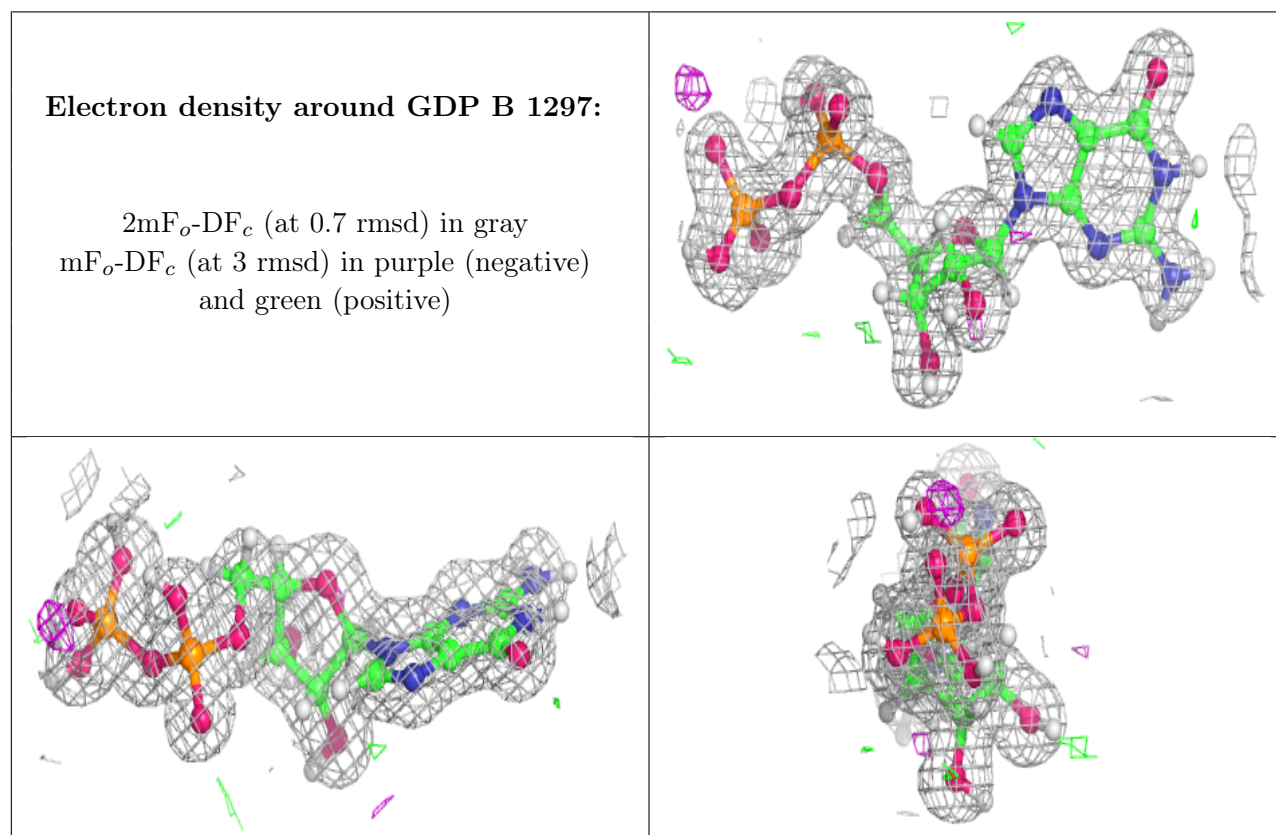 Electron density around GDP B 1297:
2mFₒ-DF𝒸 (at 0.7 rmsd) in gray
mFₒ-DF𝒸 (at 3 rmsd) in purple (negative)
and green (positive)